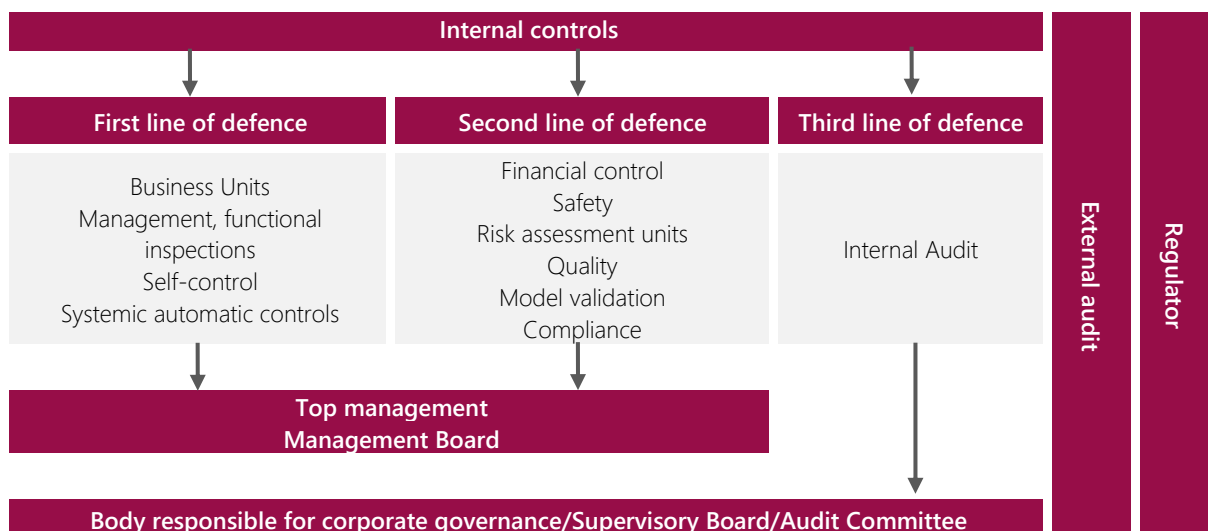 Internal controls
First line of defence
Second line of defence
Third line of defence
Business Units
Management, functional
inspections
Self-control
Systemic automatic controls
Financial control
Safety
Risk assessment units
Quality
Model validation
Compliance
Internal Audit
Top management
Management Board
Body responsible for corporate governance/Supervisory Board/Audit Committee
External audit
Regulator